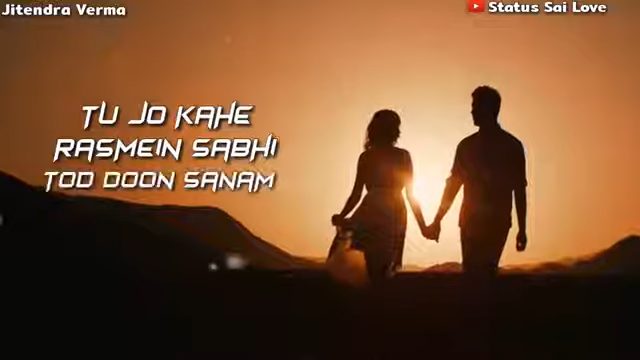 Jitendra Verma
Status Sai Love
TU JO KAHE
RASMEIN SABHI
TOD DOON SANAM